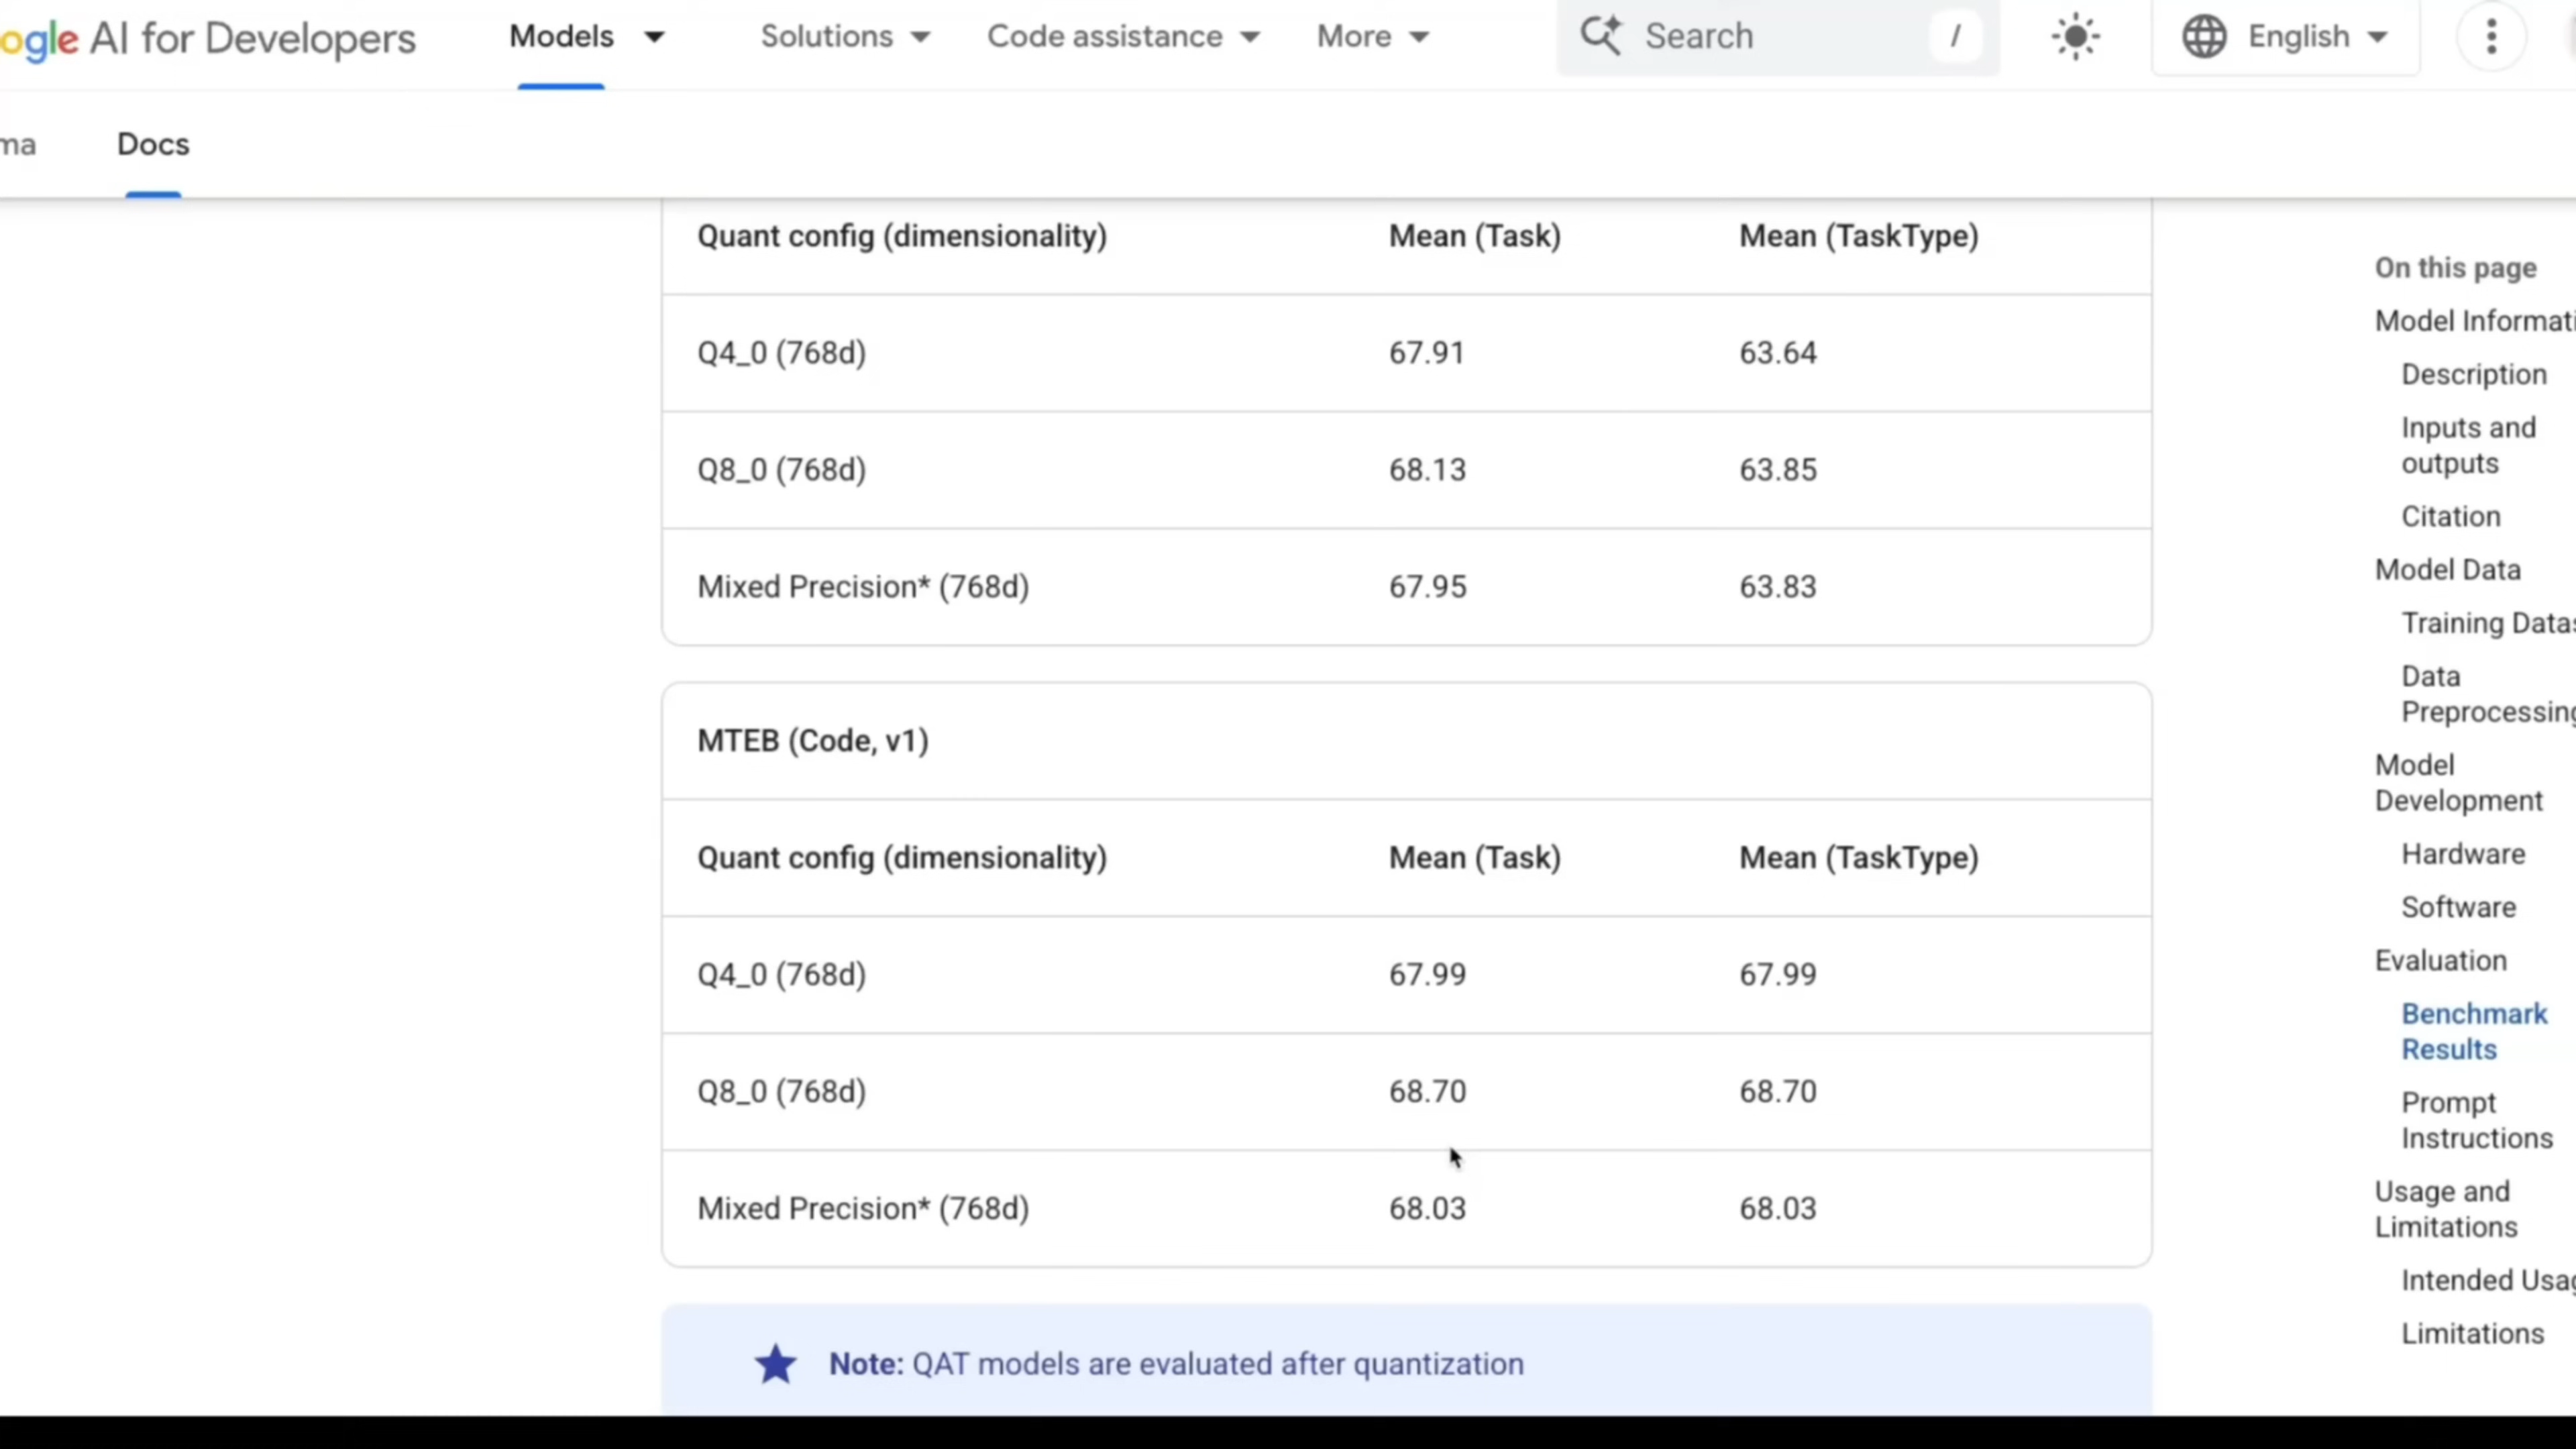 ogle AI for Developers Models Solutions Code assistance More Search / English
ma Docs
Quant config (dimensionality) Mean (Task) Mean (TaskType)
Q4_0 (768d) 67.91 63.64
Q8_0 (768d) 68.13 63.85
Mixed Precision* (768d) 67.95 63.83
MTEB (Code, v1)
Quant config (dimensionality) Mean (Task) Mean (TaskType)
Q4_0 (768d) 67.99 67.99
Q8_0 (768d) 68.70 68.70
Mixed Precision* (768d) 68.03 68.03
Note: QAT models are evaluated after quantization
On this page
Model Informati
Description
Inputs and
outputs
Citation
Model Data
Training Datas
Data
Preprocessing
Model
Development
Hardware
Software
Evaluation
Benchmark
Results
Prompt
Instructions
Usage and
Limitations
Intended Usag
Limitations